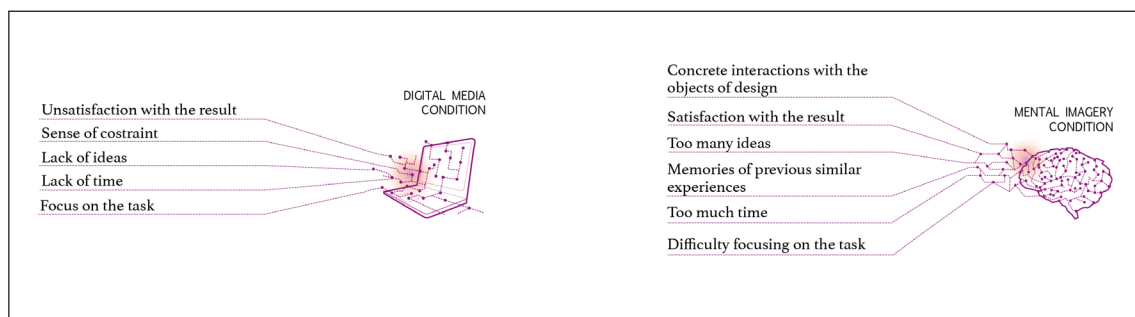 DIGITAL MEDIA
CONDITION
Unsatisfaction with the result
Sense of costraint
Lack of ideas
Lack of time
Focus on the task
Concrete interactions with the
objects of design
MENTAL IMAGERY
CONDITION
Satisfaction with the result
Too many ideas
Memories of previous similar
experiences
Too much time
Difficulty focusing on the task